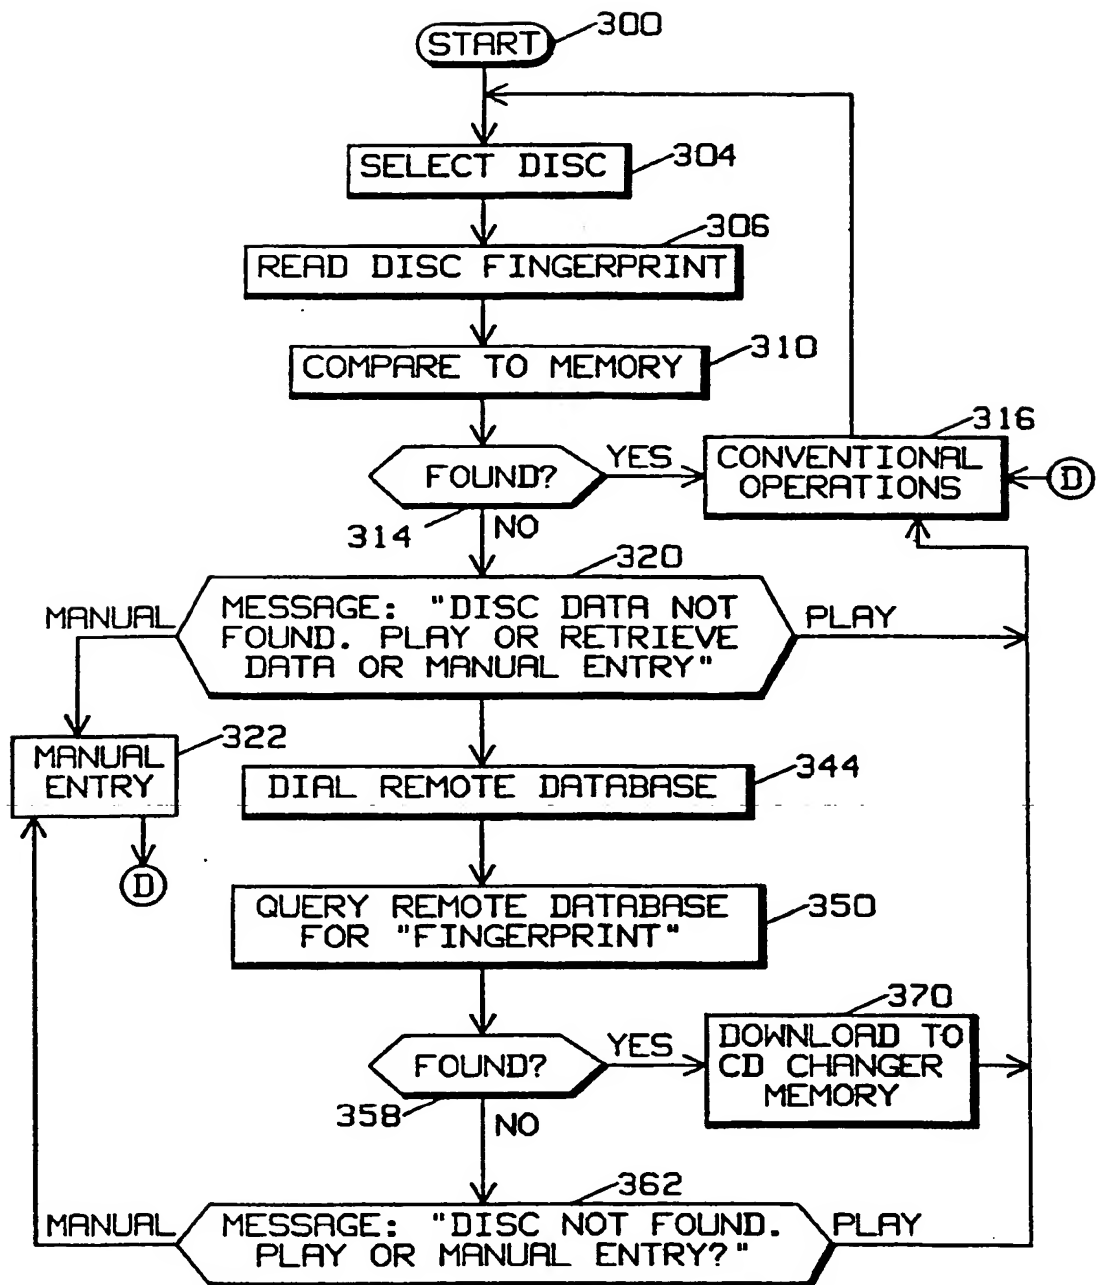 300
START
SELECT DISC
304
306
READ DISC FINGERPRINT
COMPARE TO MEMORY
310
316
FOUND?
YES
CONVENTIONAL
OPERATIONS
D
314
NO
320
MANUAL
MESSAGE: "DISC DATA NOT
FOUND. PLAY OR RETRIEVE
DATA OR MANUAL ENTRY"
PLAY
322
MANUAL
ENTRY
DIAL REMOTE DATABASE
344
D
QUERY REMOTE DATABASE
FOR "FINGERPRINT"
350
370
FOUND?
YES
DOWNLOAD TO
CD CHANGER
MEMORY
358
NO
362
MANUAL
MESSAGE: "DISC NOT FOUND.
PLAY OR MANUAL ENTRY?"
PLAY